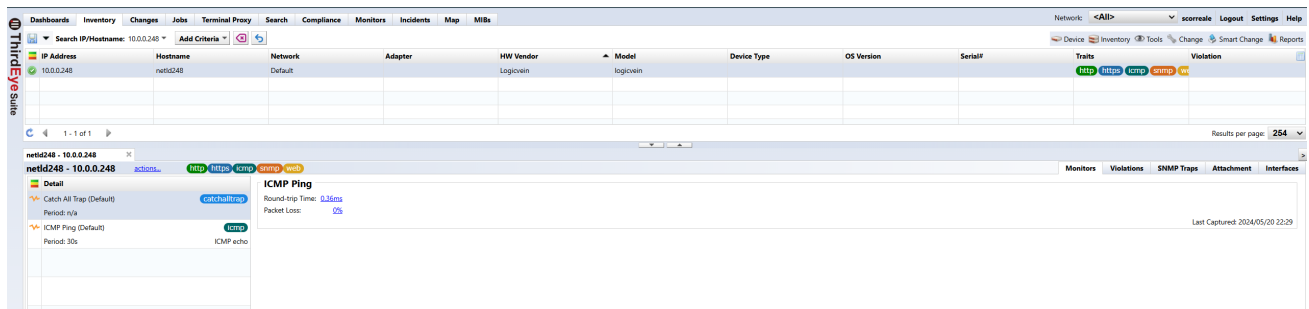 Dashboards Inventory Changes Jobs Terminal Proxy Search Compliance Monitors Incidents Map MIBs Network: <All> scorreale Logout Settings Help
Search IP/Hostname: 10.0.0.248 Add Criteria Device Inventory Tools Change Smart Change Reports
IP Address Hostname Network Adapter HW Vendor Model Device Type OS Version Serial# Traits Violation
10.0.0.248 netld248 Default Logicvein logicvein http https icmp snmp we
1 - 1 of 1 Results per page: 254
netld248 - 10.0.0.248
netld248 - 10.0.0.248 actions... http https icmp snmp web Monitors Violations SNMP Traps Attachment Interfaces
Detail
Catch All Trap (Default) catchalltrap
Period: n/a
ICMP Ping (Default) icmp
Period: 30s ICMP echo
ICMP Ping
Round-trip Time: 0.36ms
Packet Loss: 0%
Last Captured: 2024/05/20 22:29
ThirdEye Suite